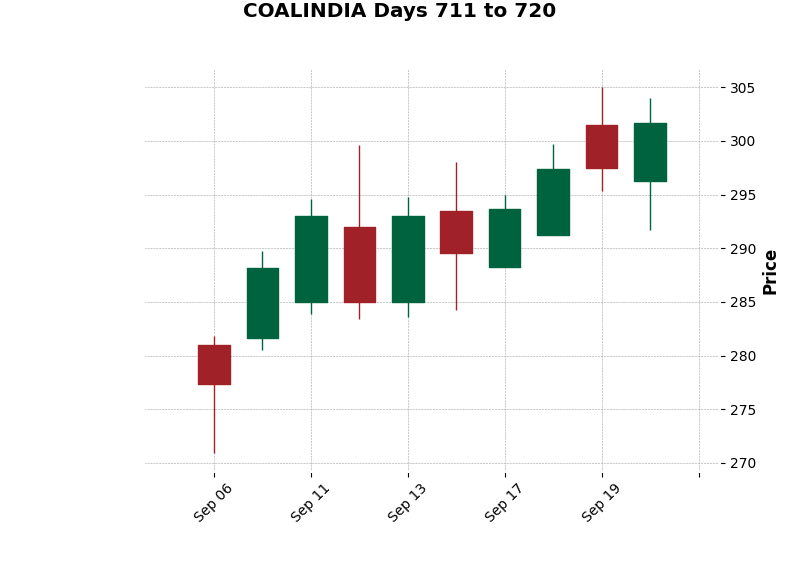 COALINDIA Days 711 to 720
305
300
295
290
285
280
275
270
Price
Sep 06
Sep 11
Sep 13
Sep 17
Sep 19